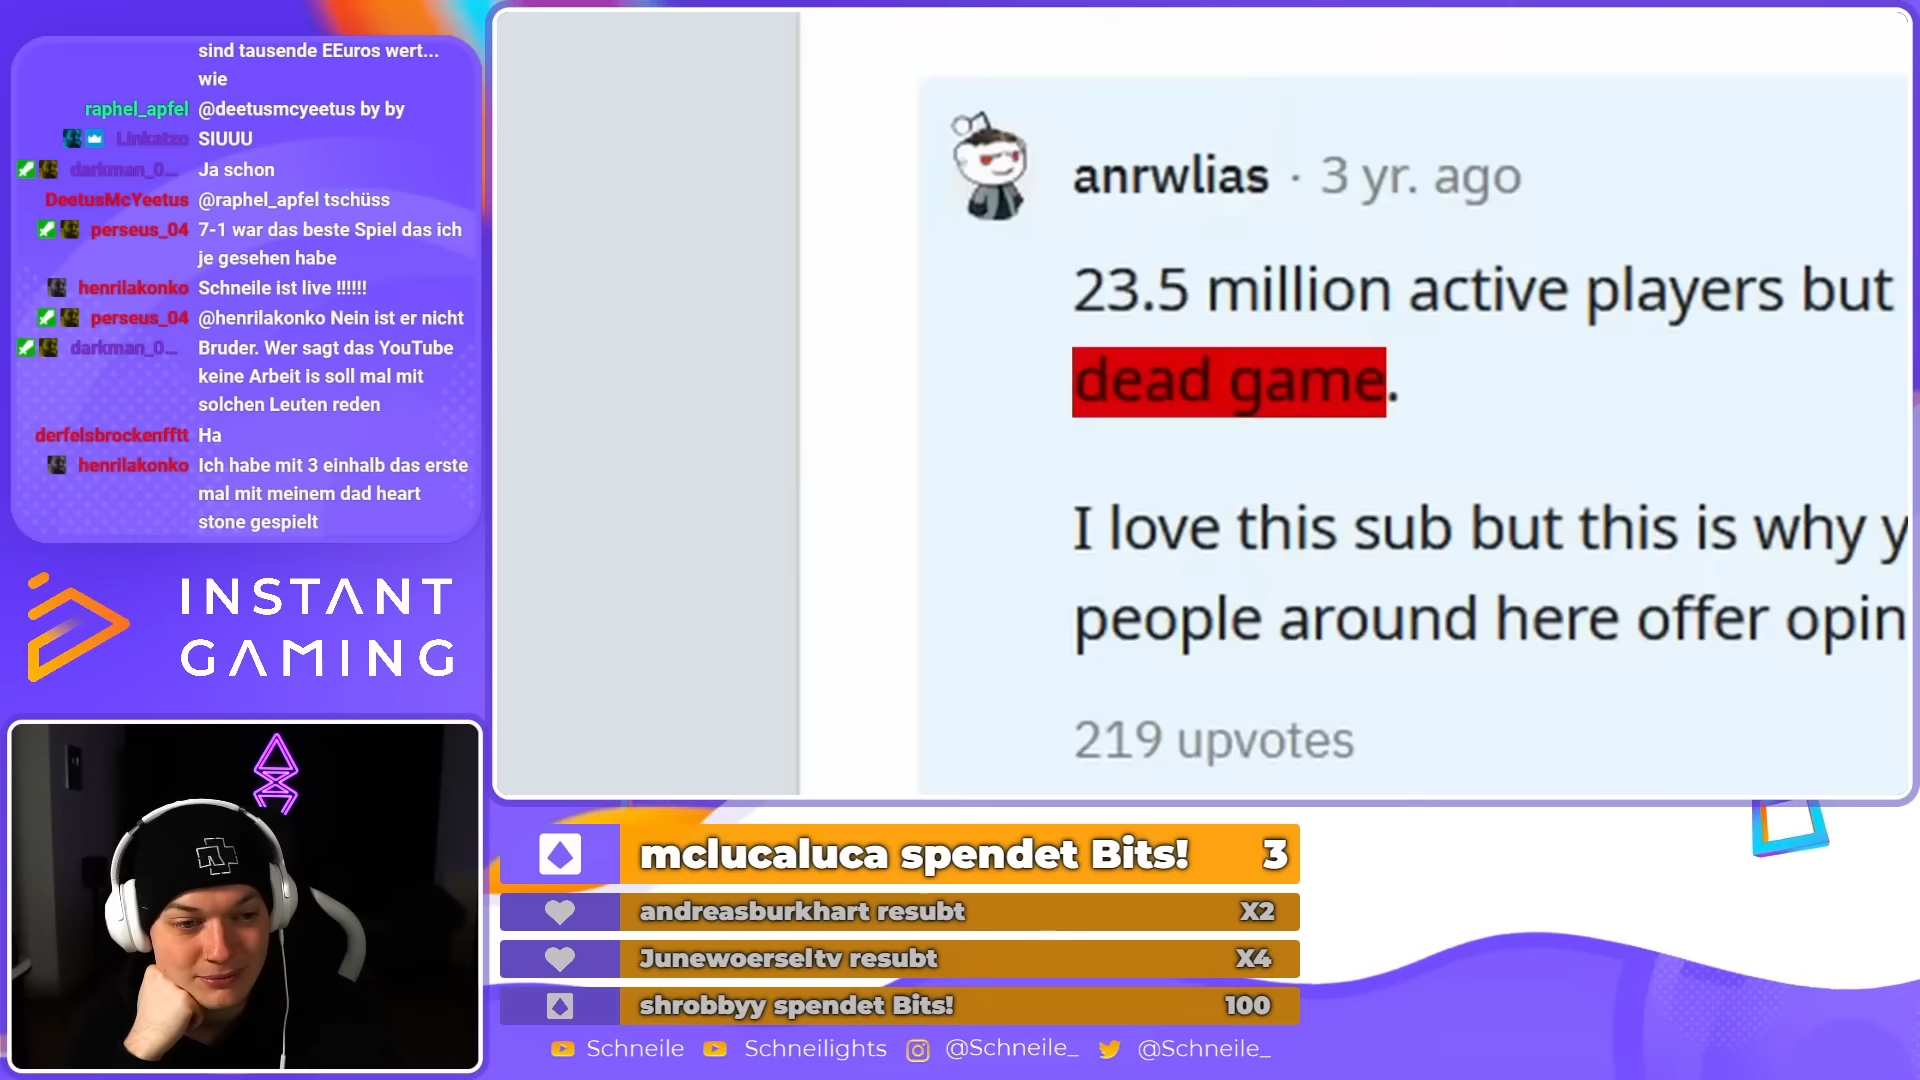 sind tausende EEuros wert...
wie
raphel_apfel @deetusmcyeetus by by
Linkatzo SIUUU
darkman_0... Ja schon
DeetusMcYeetus @raphel_apfel tschüss
perseus_04 7-1 war das beste Spiel das ich
je gesehen habe
henrilakonko Schneile ist live !!!!!!
perseus_04 @henrilakonko Nein ist er nicht
darkman_0... Bruder. Wer sagt das YouTube
keine Arbeit is soll mal mit
solchen Leuten reden
derfelsbrockenfftt Ha
henrilakonko Ich habe mit 3 einhalb das erste
mal mit meinem dad heart
stone gespielt
INSTANT
GAMING
anrwlias · 3 yr. ago
23.5 million active players but
dead game.
I love this sub but this is why y
people around here offer opin
219 upvotes
mclucaluca spendet Bits! 3
andreasburkhart resubt X2
Junewoerseltv resubt X4
shrobbyy spendet Bits! 100
Schneile Schneilights @Schneile_ @Schneile_